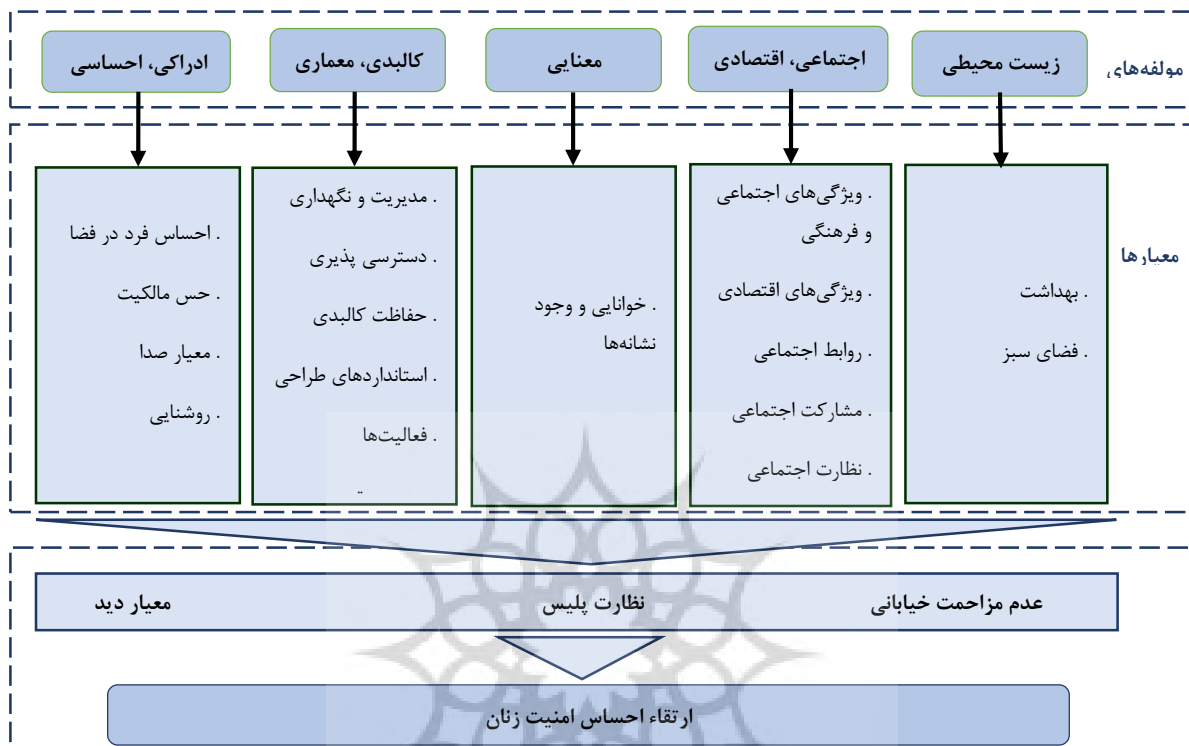 مولفه‌های
زیست محیطی
اجتماعی، اقتصادی
معنایی
کالبدی، معماری
ادراکی، احساسی
معیارها
. بهداشت
. فضای سبز
. ویژگی‌های اجتماعی
و فرهنگی
. ویژگی‌های اقتصادی
. روابط اجتماعی
. مشارکت اجتماعی
. نظارت اجتماعی
. خوانایی و وجود
نشانه‌ها
. مدیریت و نگهداری
. دسترسی پذیری
. حفاظت کالبدی
. استانداردهای طراحی
. فعالیت‌ها
. احساس فرد در فضا
. حس مالکیت
. معیار صدا
. روشنایی
عدم مزاحمت خیابانی
نظارت پلیس
معیار دید
ارتقاء احساس امنیت زنان